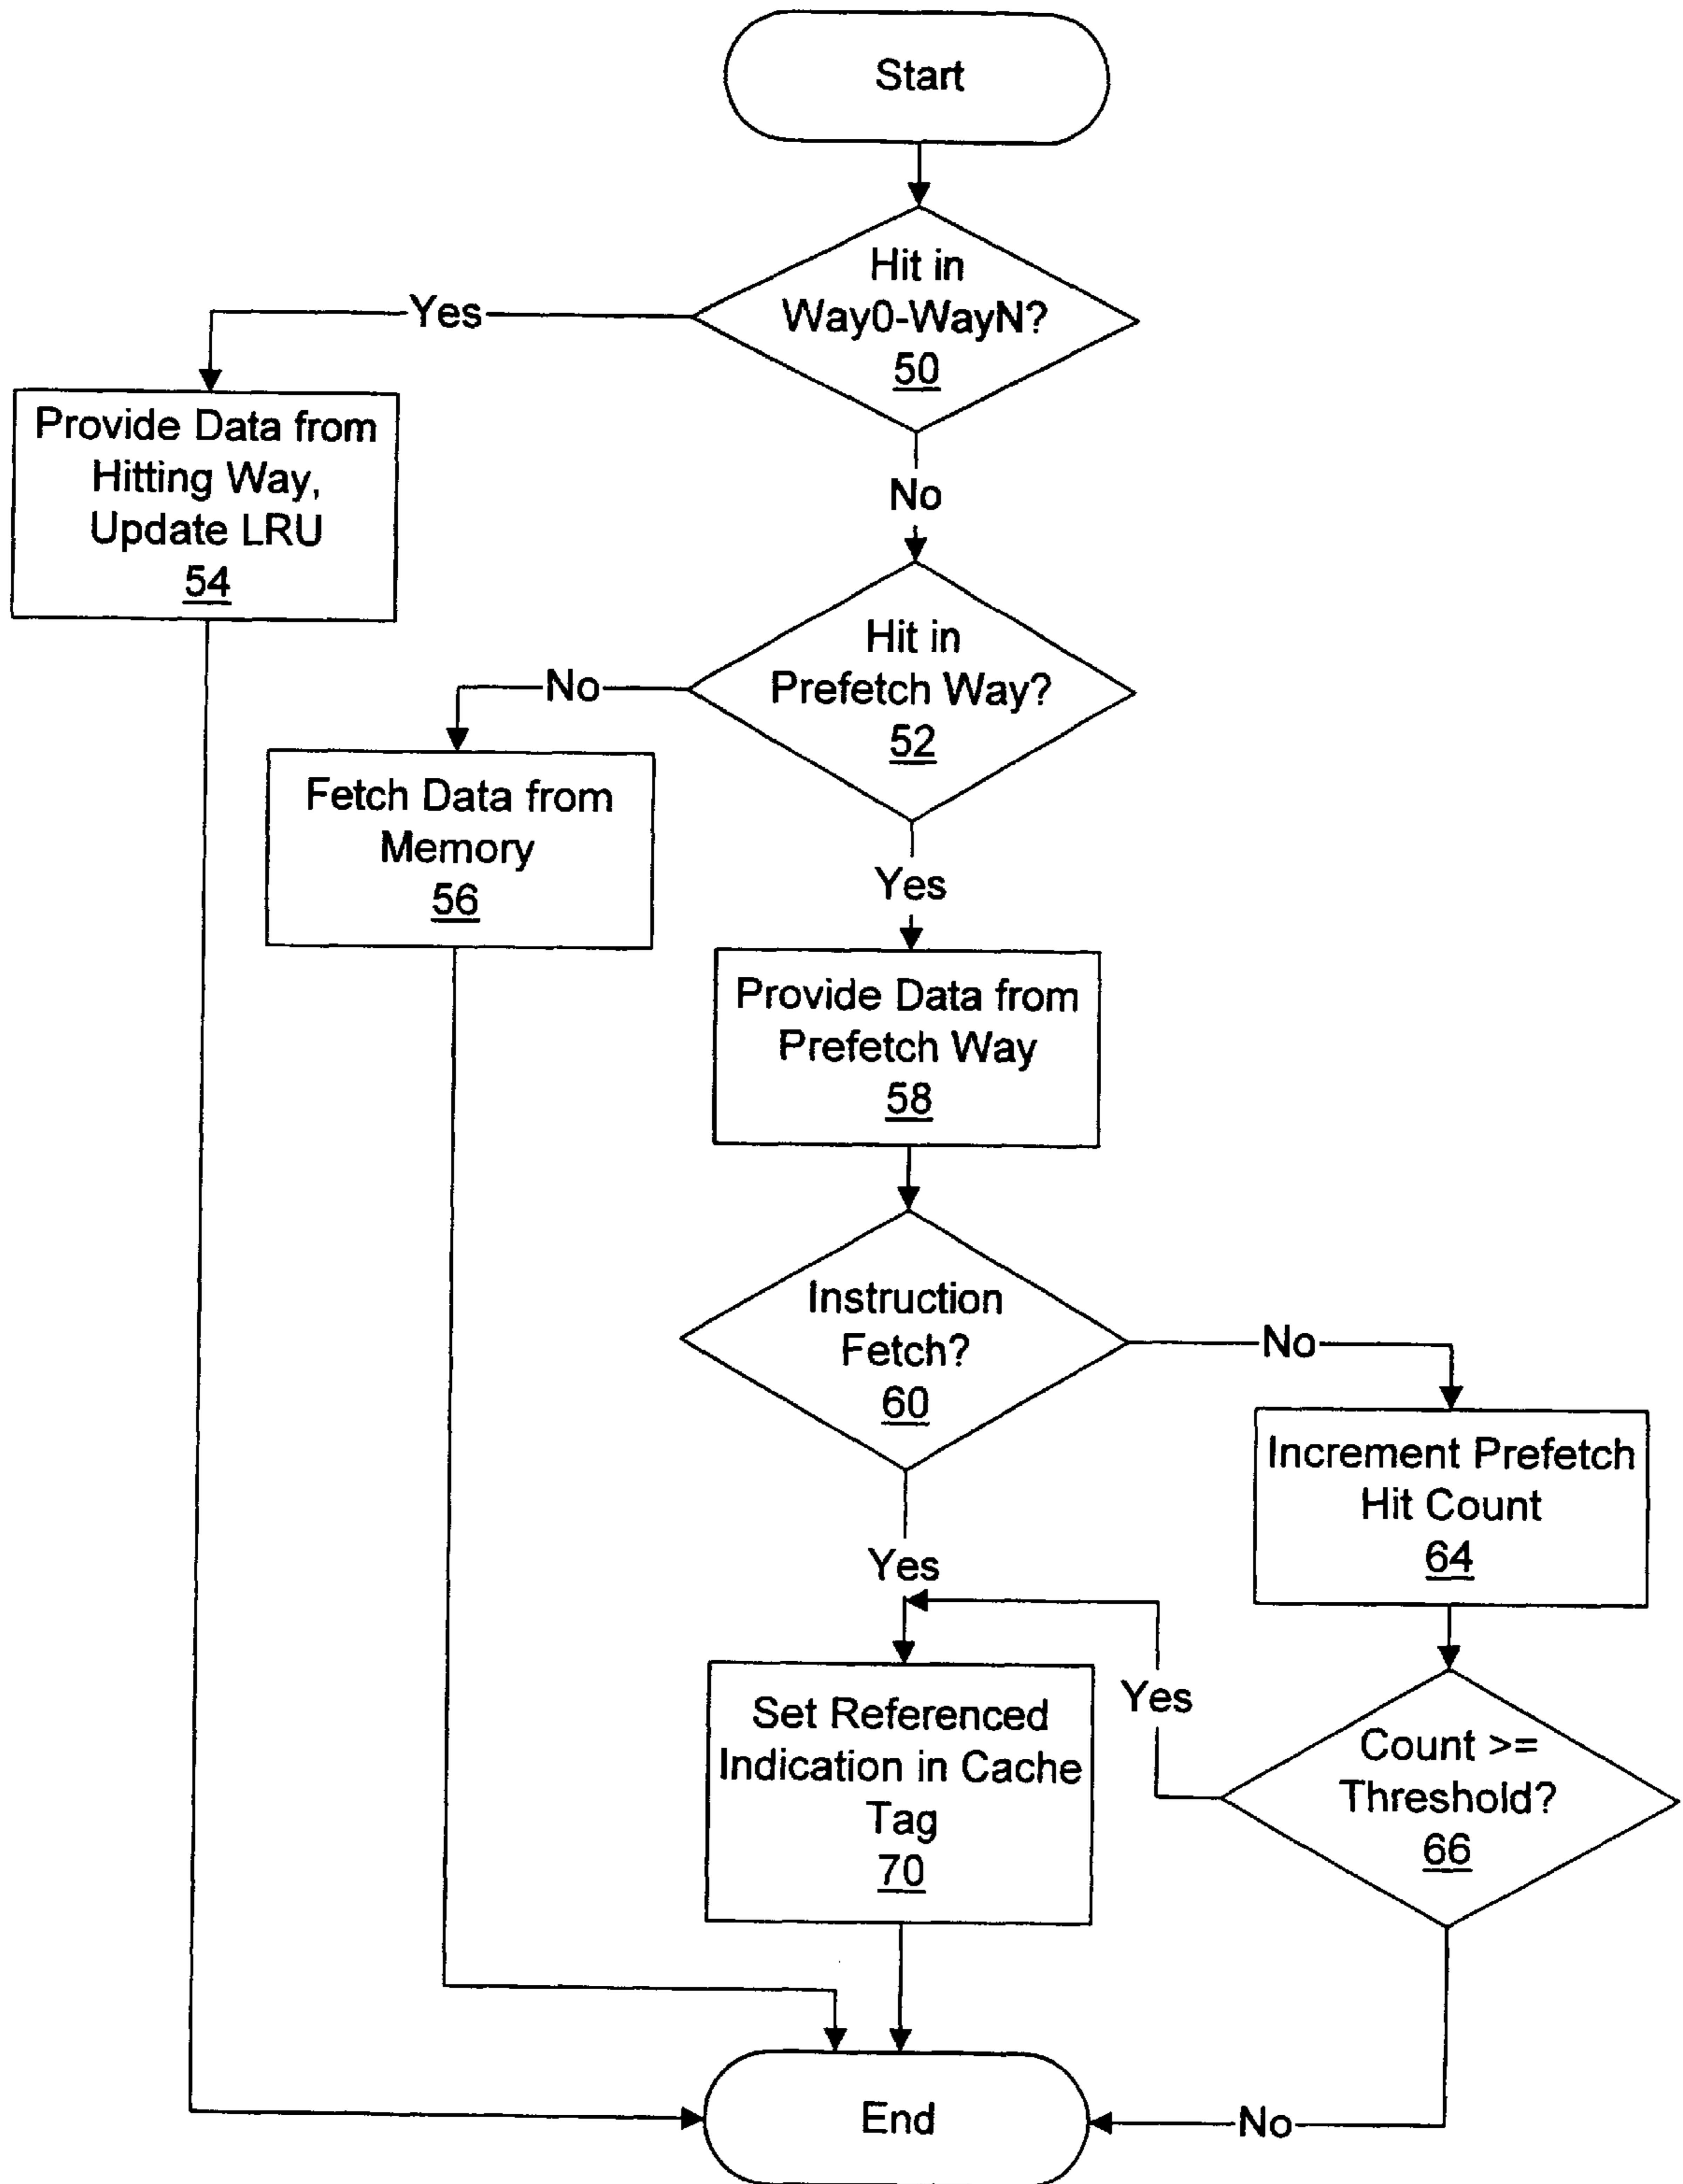 Start
Hit in
Way0-WayN?
50
Yes
No
Provide Data from
Hitting Way,
Update LRU
54
Hit in
Prefetch Way?
52
No
Yes
Fetch Data from
Memory
56
Provide Data from
Prefetch Way
58
Instruction
Fetch?
60
No
Yes
Increment Prefetch
Hit Count
64
Set Referenced
Indication in Cache
Tag
70
Yes
Count >=
Threshold?
66
No
End